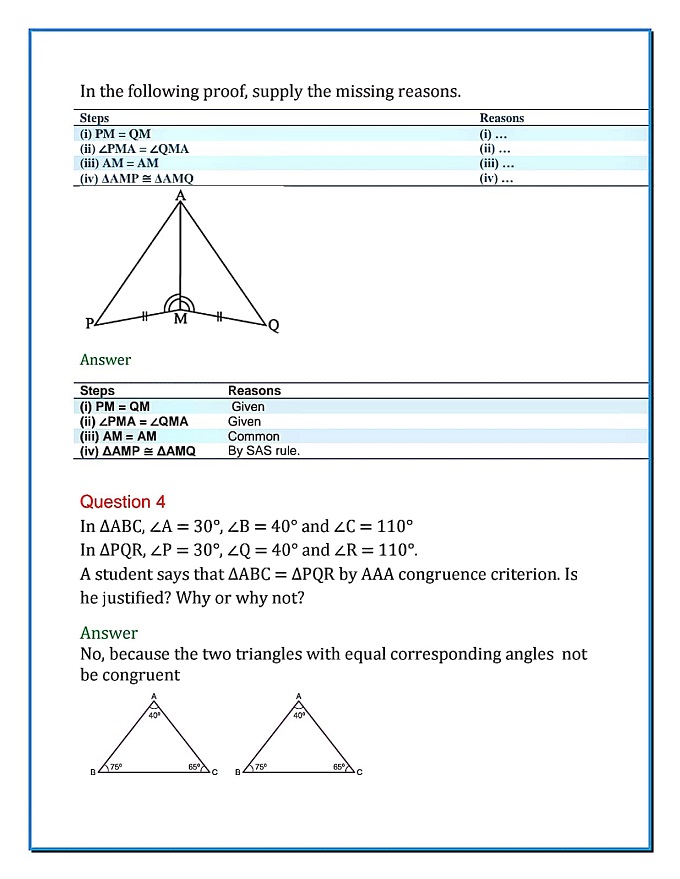 In the following proof, supply the missing reasons.
Steps Reasons
(i) PM = QM (i) ...
(ii) ∠PMA = ∠QMA (ii) ...
(iii) AM = AM (iii) ...
(iv) ΔAMP ≅ ΔAMQ (iv) ...
A
P M Q
Answer
Steps Reasons
(i) PM = QM Given
(ii) ∠PMA = ∠QMA Given
(iii) AM = AM Common
(iv) ΔAMP ≅ ΔAMQ By SAS rule.
Question 4
In ΔABC, ∠A = 30°, ∠B = 40° and ∠C = 110°
In ΔPQR, ∠P = 30°, ∠Q = 40° and ∠R = 110°.
A student says that ΔABC = ΔPQR by AAA congruence criterion. Is
he justified? Why or why not?
Answer
No, because the two triangles with equal corresponding angles not
be congruent
A A
40° 40°
B 75° 65° C B 75° 65° C